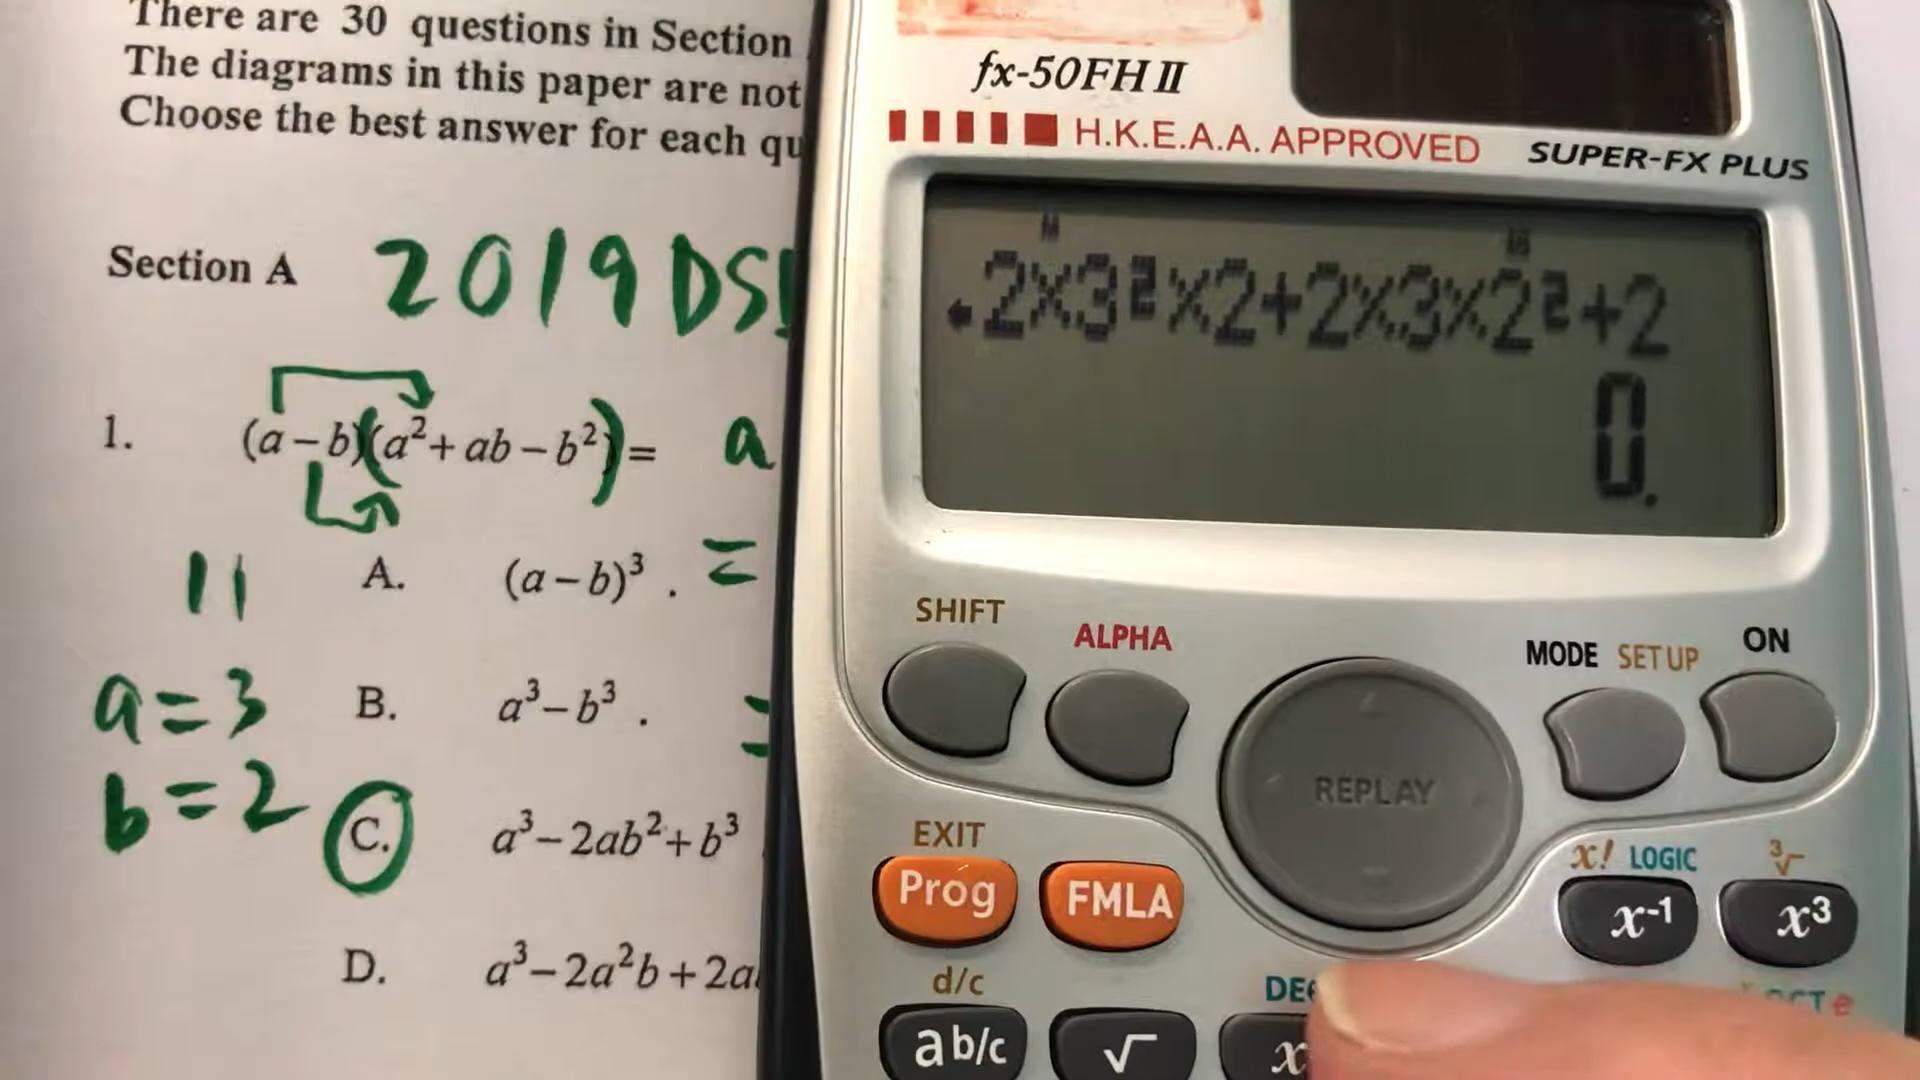 There are 30 questions in Section
The diagrams in this paper are not
Choose the best answer for each
Section A 2019 DS
1. (a – b)(a² + ab – b²) = a
11 A. (a – b)³ . =
a = 3 B. a³ – b³ . =
b = 2 C. a³ – 2ab² + b³
D. a³ – 2a²b + 2a
fx-50FH II
H.K.E.A.A. APPROVED SUPER-FX PLUS
M
2×3²×2+2×3×2²+2
0.
SHIFT ALPHA MODE SETUP ON
REPLAY
EXIT x! LOGIC ³√
Prog FMLA x⁻¹ x³
d/c
ab/c √ x